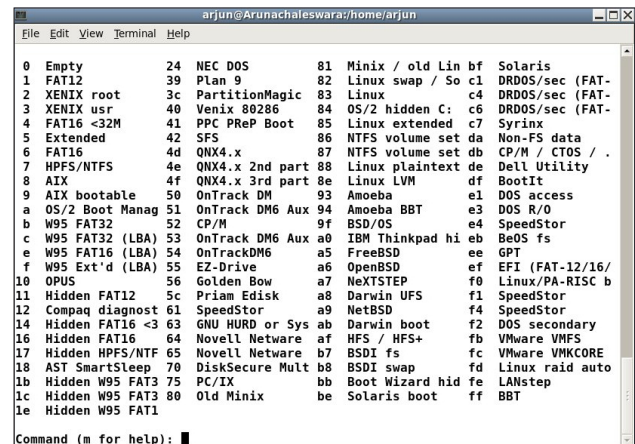 arjun@Arunachaleswara:/home/arjun
File Edit View Terminal Help
0 Empty 24 NEC DOS 81 Minix / old Lin bf Solaris
1 FAT12 39 Plan 9 82 Linux swap / So c1 DRDOS/sec (FAT-
2 XENIX root 3c PartitionMagic 83 Linux c4 DRDOS/sec (FAT-
3 XENIX usr 40 Venix 80286 84 OS/2 hidden C: c6 DRDOS/sec (FAT-
4 FAT16 <32M 41 PPC PReP Boot 85 Linux extended c7 Syrinx
5 Extended 42 SFS 86 NTFS volume set da Non-FS data
6 FAT16 4d QNX4.x 87 NTFS volume set db CP/M / CTOS / .
7 HPFS/NTFS 4e QNX4.x 2nd part 88 Linux plaintext de Dell Utility
8 AIX 4f QNX4.x 3rd part 8e Linux LVM df BootIt
9 AIX bootable 50 OnTrack DM 93 Amoeba e1 DOS access
a OS/2 Boot Manag 51 OnTrack DM6 Aux 94 Amoeba BBT e3 DOS R/O
b W95 FAT32 52 CP/M 9f BSD/OS e4 SpeedStor
c W95 FAT32 (LBA) 53 OnTrack DM6 Aux a0 IBM Thinkpad hi eb BeOS fs
e W95 FAT16 (LBA) 54 OnTrackDM6 a5 FreeBSD ee GPT
f W95 Ext'd (LBA) 55 EZ-Drive a6 OpenBSD ef EFI (FAT-12/16/
10 OPUS 56 Golden Bow a7 NeXTSTEP f0 Linux/PA-RISC b
11 Hidden FAT12 5c Priam Edisk a8 Darwin UFS f1 SpeedStor
12 Compaq diagnost 61 SpeedStor a9 NetBSD f4 SpeedStor
14 Hidden FAT16 <3 63 GNU HURD or Sys ab Darwin boot f2 DOS secondary
16 Hidden FAT16 64 Novell Netware af HFS / HFS+ fb VMware VMFS
17 Hidden HPFS/NTF 65 Novell Netware b7 BSDI fs fc VMware VMKCORE
18 AST SmartSleep 70 DiskSecure Mult b8 BSDI swap fd Linux raid auto
1b Hidden W95 FAT3 75 PC/IX bb Boot Wizard hid fe LANstep
1c Hidden W95 FAT3 80 Old Minix be Solaris boot ff BBT
1e Hidden W95 FAT1
Command (m for help):